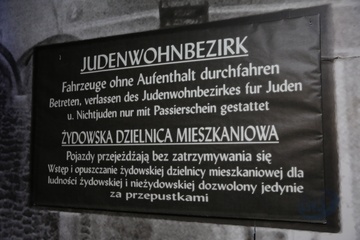 JUDENWOHNBEZIRK
Fahrzeuge ohne Aufenthalt durchfahren
Betreten, verlassen des Judenwohnbezirkes fur Juden
u. Nichtjuden nur mit Passierschein gestattet
ŻYDOWSKA DZIELNICA MIESZKANIOWA
Pojazdy przejeżdżają bez zatrzymywania się
Wstęp i opuszczanie żydowskiej dzielnicy mieszkaniowej dla
ludności żydowskiej i nieżydowskiej dozwolony jedynie
za przepustkami